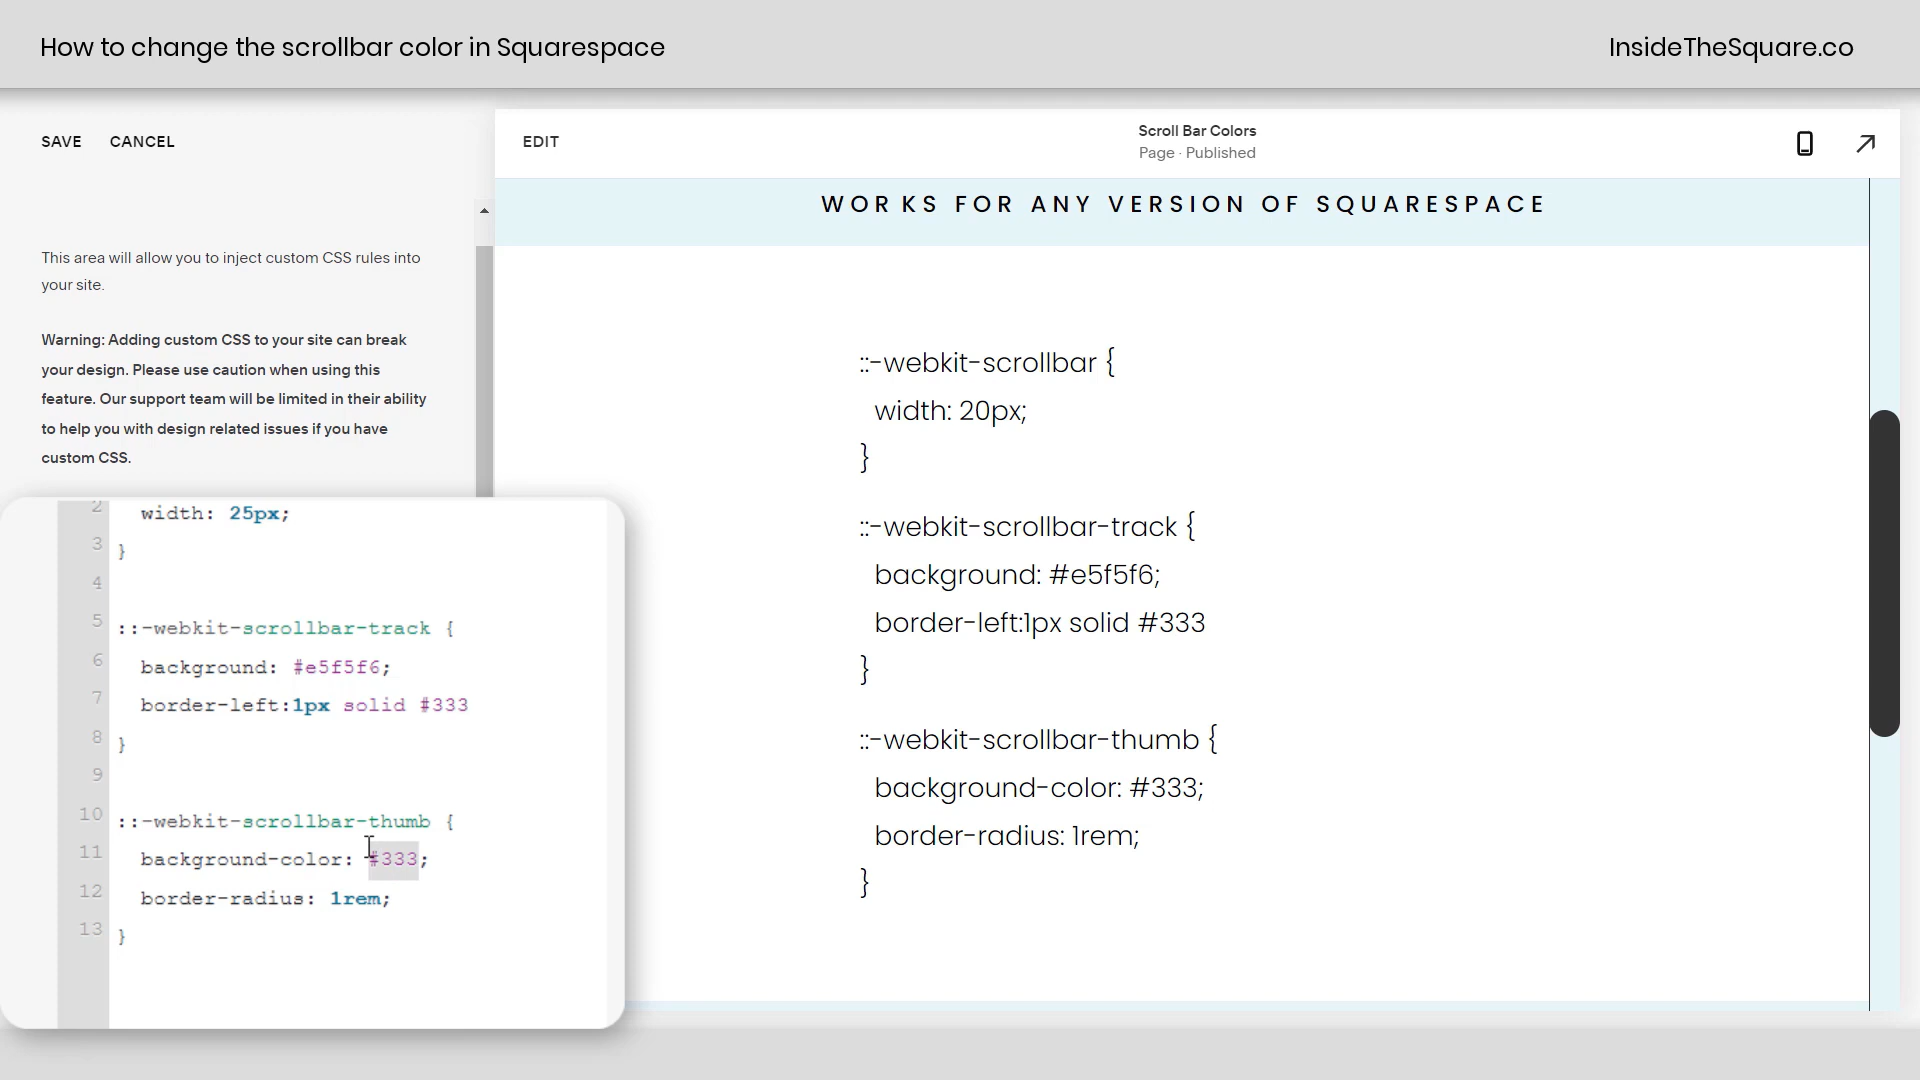 How to change the scrollbar color in Squarespace
InsideTheSquare.co
SAVE CANCEL
EDIT
Scroll Bar Colors
Page · Published
This area will allow you to inject custom CSS rules into
your site.
Warning: Adding custom CSS to your site can break
your design. Please use caution when using this
feature. Our support team will be limited in their ability
to help you with design related issues if you have
custom CSS.
2 width: 25px;
3 }
4
5 ::-webkit-scrollbar-track {
6 background: #e5f5f6;
7 border-left:1px solid #333
8 }
9
10 ::-webkit-scrollbar-thumb {
11 background-color: #333;
12 border-radius: 1rem;
13 }
WORKS FOR ANY VERSION OF SQUARESPACE
::-webkit-scrollbar {
width: 20px;
}
::-webkit-scrollbar-track {
background: #e5f5f6;
border-left:1px solid #333
}
::-webkit-scrollbar-thumb {
background-color: #333;
border-radius: 1rem;
}